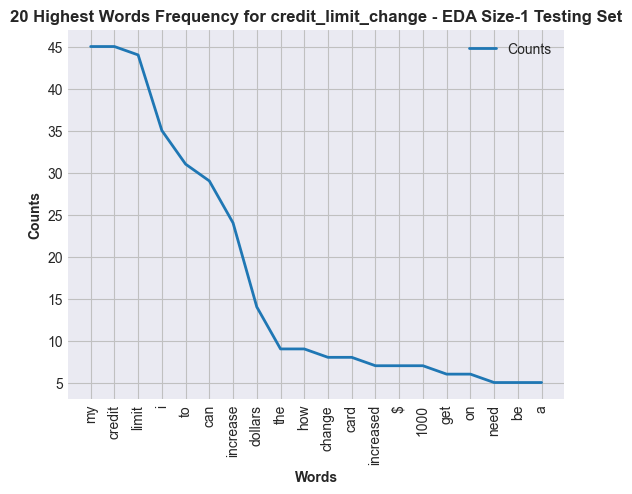 20 Highest Words Frequency for credit_limit_change - EDA Size-1 Testing Set
Counts
45
40
35
30
25
20
15
10
5
Counts
my
credit
limit
i
to
can
increase
dollars
the
how
change
card
increased
$
1000
get
on
need
be
a
Words